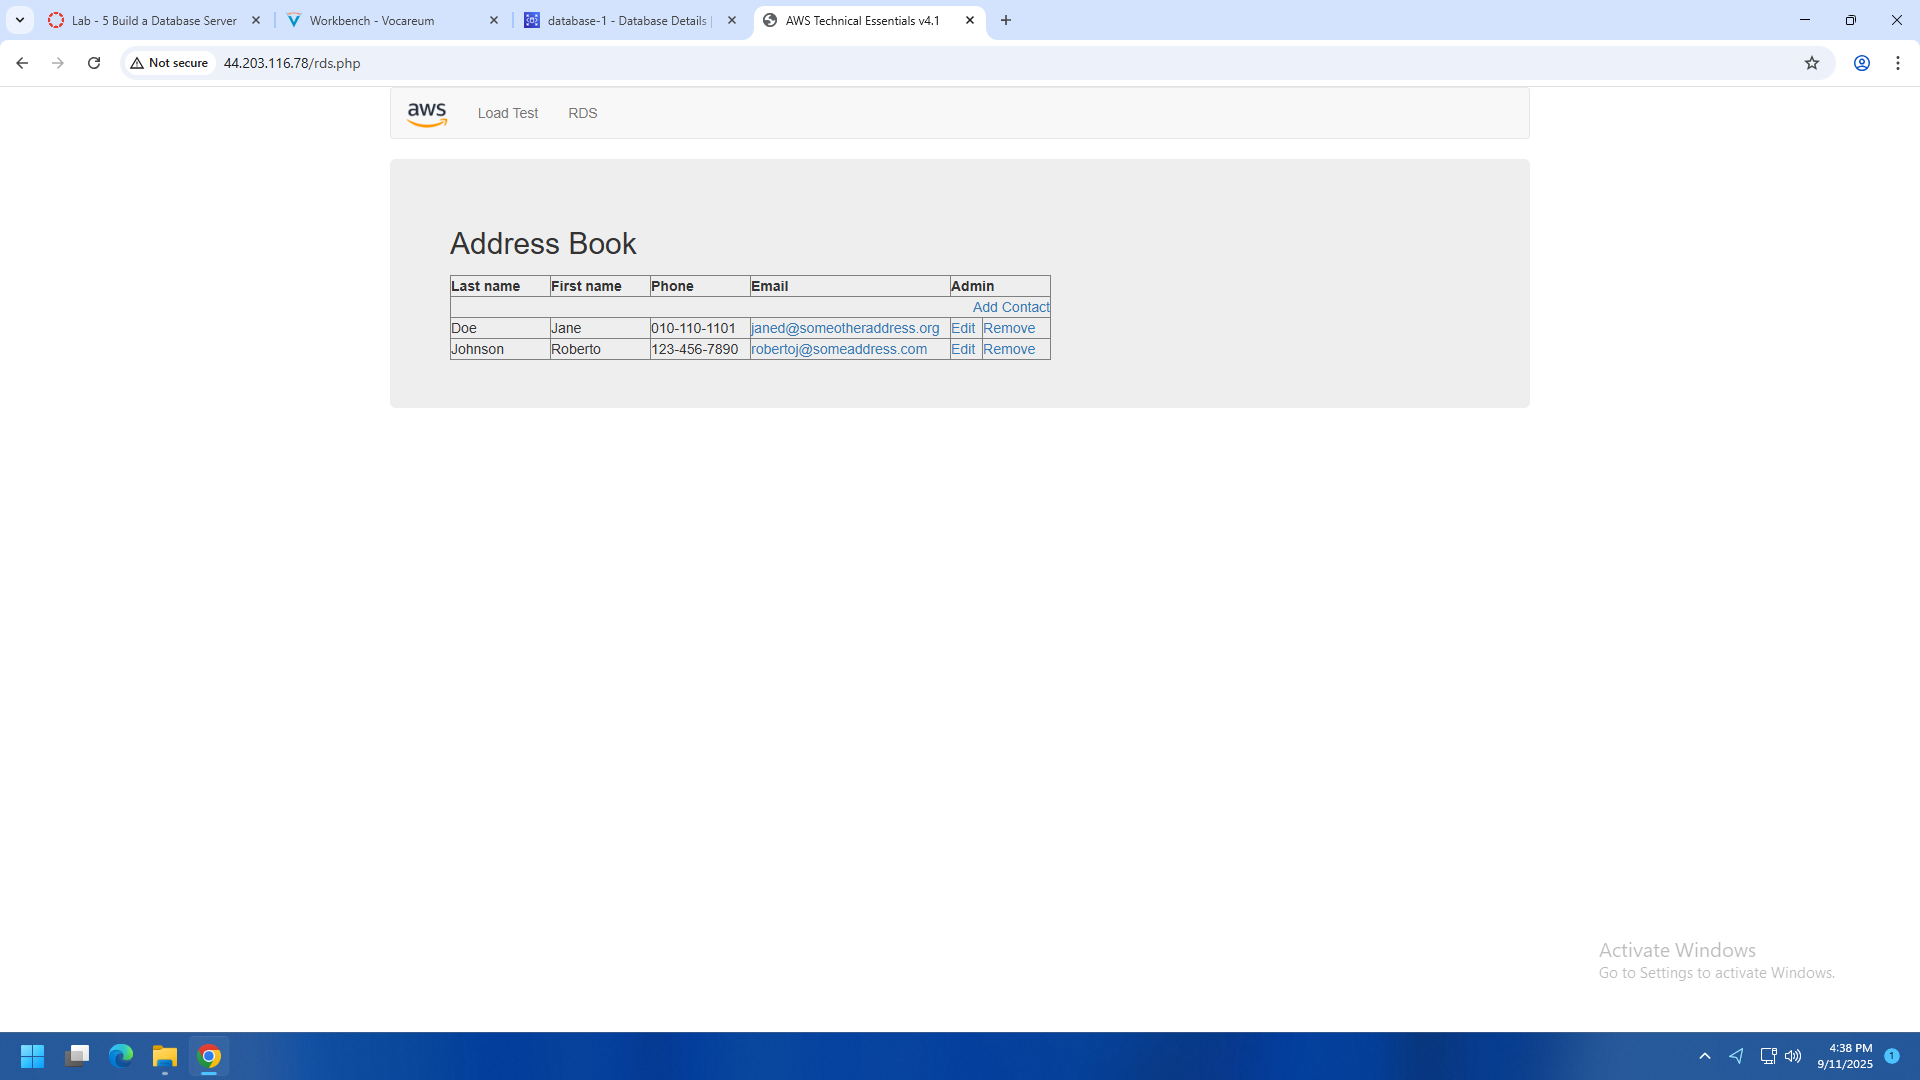 Lab - 5 Build a Database Server
Workbench - Vocareum
database-1 - Database Details
AWS Technical Essentials v4.1
Not secure
44.203.116.78/rds.php
aws
Load Test
RDS
Address Book
Last name First name Phone Email Admin
Add Contact
Doe Jane 010-110-1101 janed@someotheraddress.org Edit Remove
Johnson Roberto 123-456-7890 robertoj@someaddress.com Edit Remove
Activate Windows
Go to Settings to activate Windows.
4:38 PM
9/11/2025
1